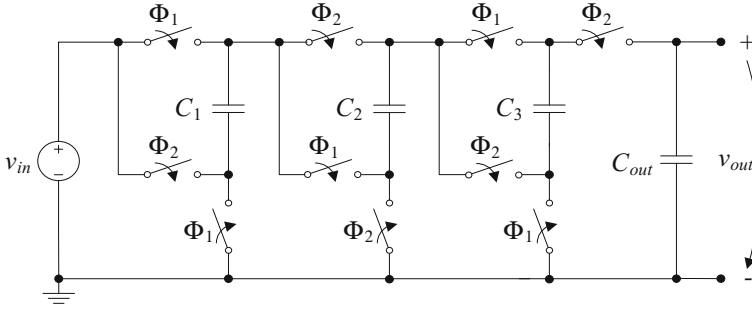 Φ1 Φ2 Φ1 Φ2
+
C1 C2 C3
vin + −
Φ2 Φ1 Φ2
Cout vout
Φ1 Φ2 Φ1
-